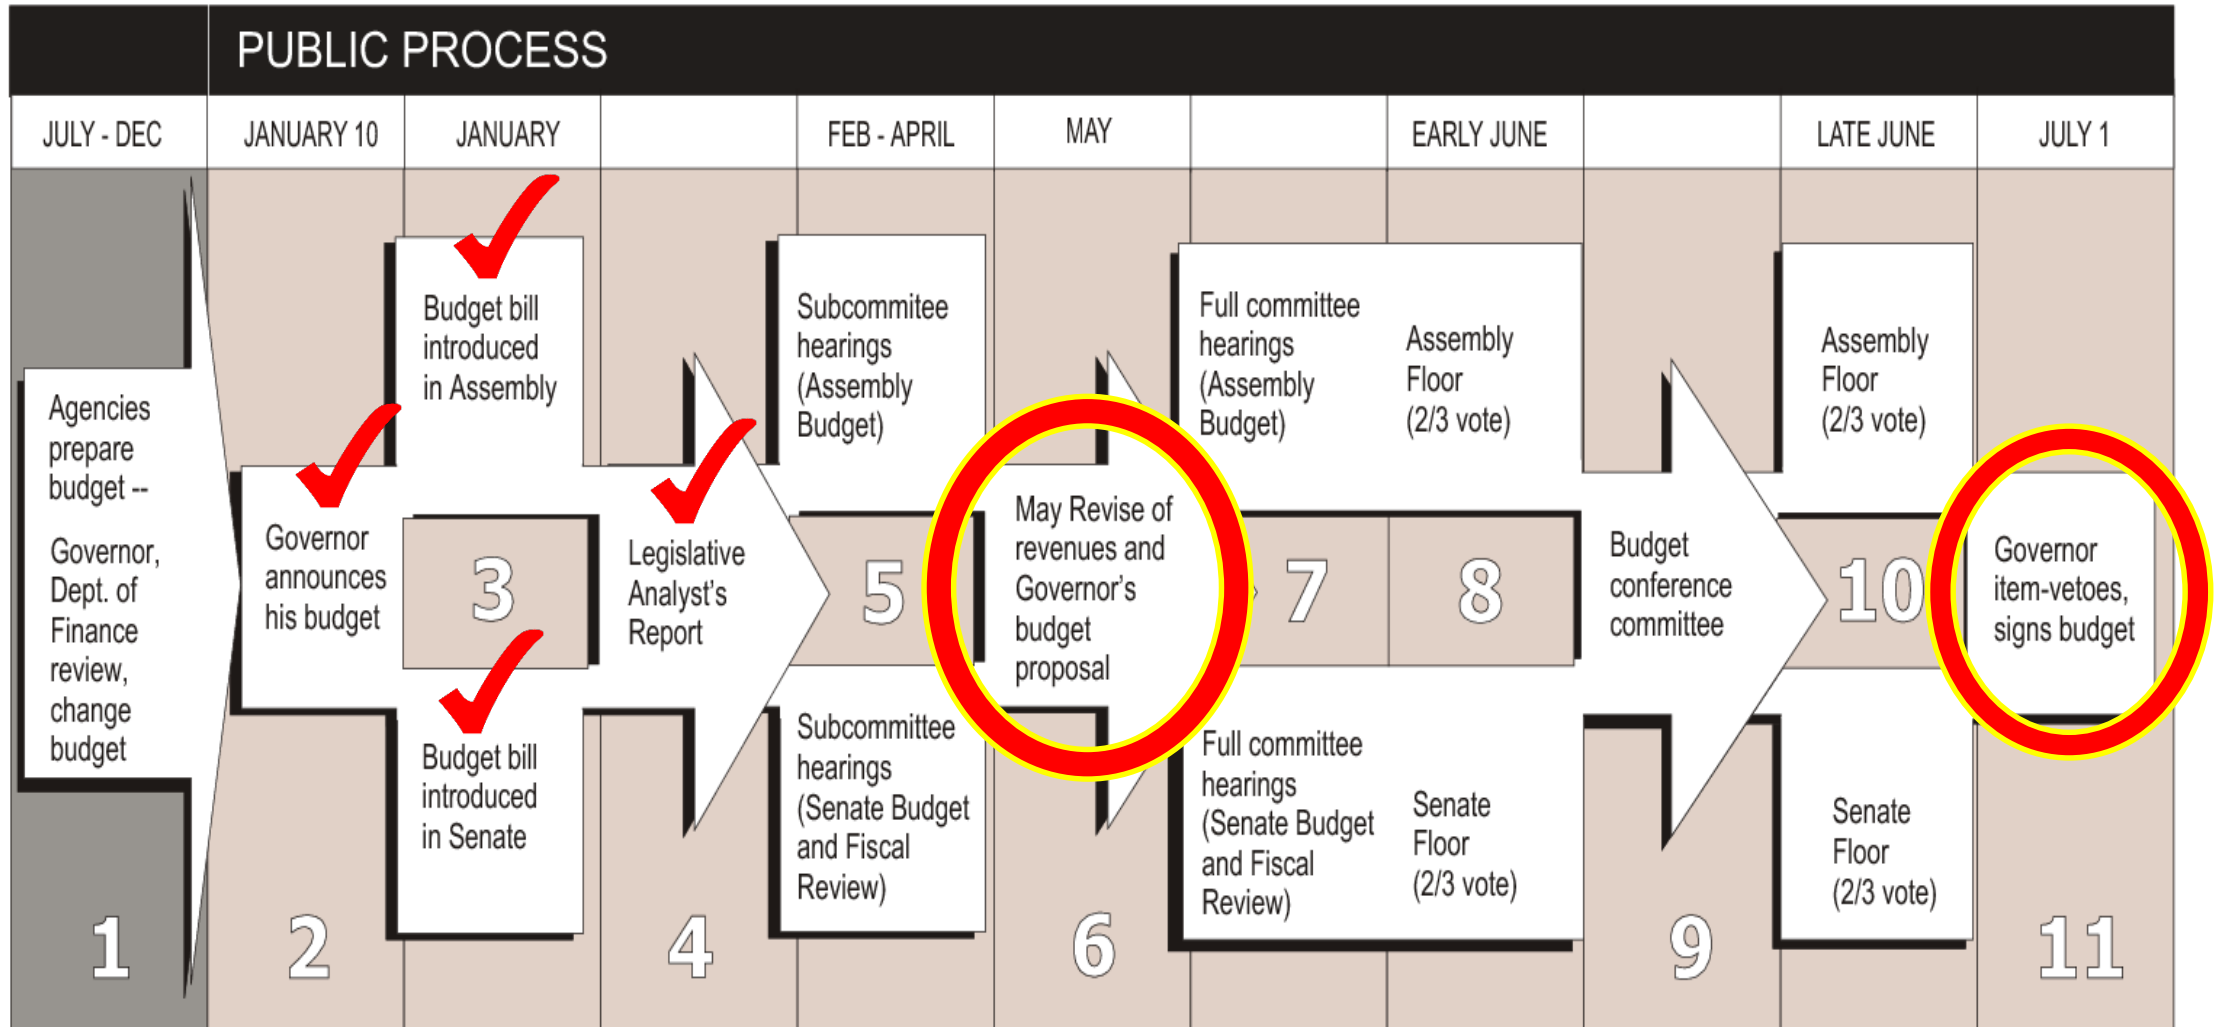 PUBLIC PROCESS
JULY - DEC
JANUARY 10
JANUARY
FEB - APRIL
MAY
EARLY JUNE
LATE JUNE
JULY 1
Agencies
prepare
budget --
Governor,
Dept. of
Finance
review,
change
budget
1
Governor
announces
his budget
2
Budget bill
introduced
in Assembly
3
Budget bill
introduced
in Senate
Legislative
Analyst's
Report
4
Subcommitee
hearings
(Assembly
Budget)
5
Subcommittee
hearings
(Senate Budget
and Fiscal
Review)
May Revise of
revenues and
Governor's
budget
proposal
6
Full committee
hearings
(Assembly
Budget)
7
Full committee
hearings
(Senate Budget
and Fiscal
Review)
Assembly
Floor
(2/3 vote)
8
Senate
Floor
(2/3 vote)
Budget
conference
committee
9
Assembly
Floor
(2/3 vote)
10
Senate
Floor
(2/3 vote)
Governor
item-vetoes,
signs budget
11